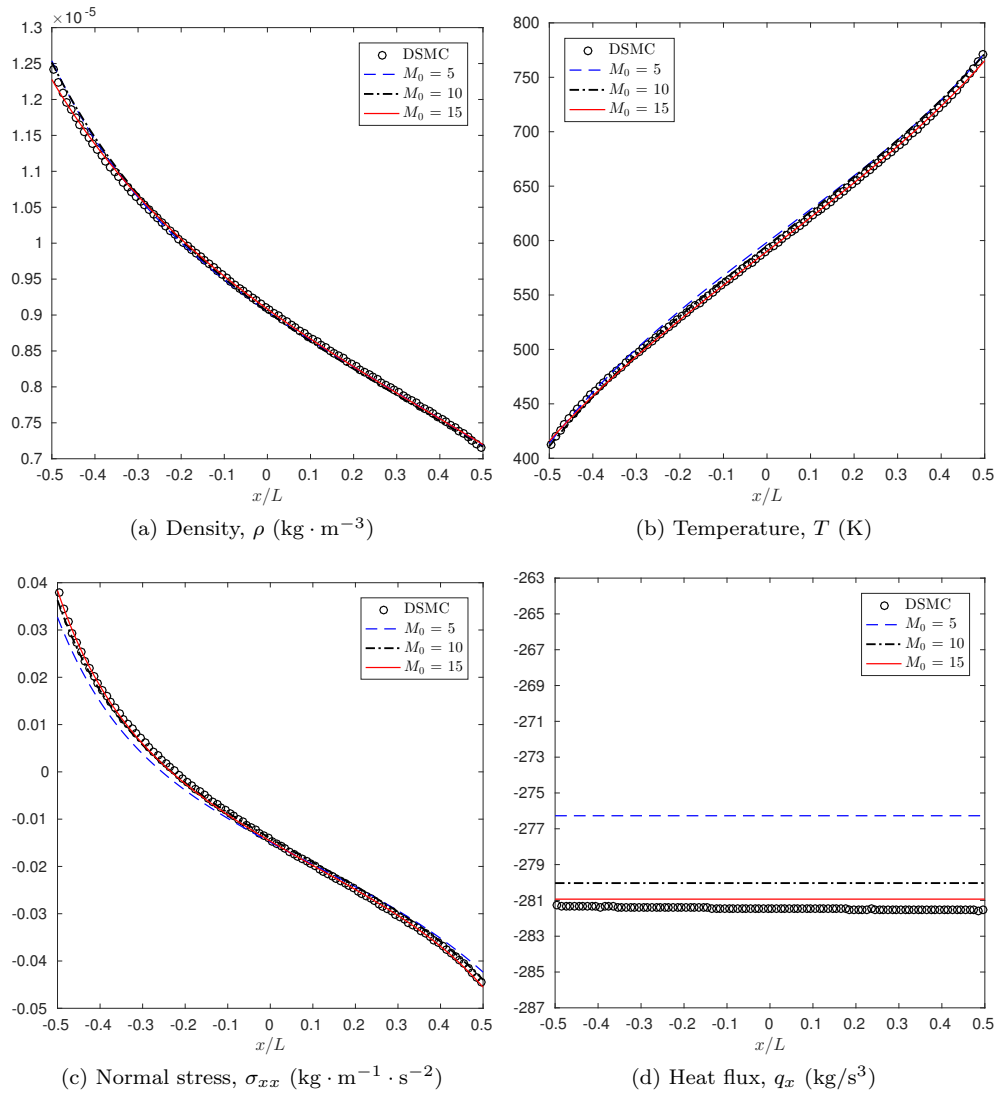 ×10⁻⁵
1.3
1.25
1.2
1.15
1.1
1.05
1
0.95
0.9
0.85
0.8
0.75
0.7
-0.5 -0.4 -0.3 -0.2 -0.1 0 0.1 0.2 0.3 0.4 0.5
x/L
DSMC
M₀ = 5
M₀ = 10
M₀ = 15
(a) Density, ρ (kg · m⁻³)
800
750
700
650
600
550
500
450
400
-0.5 -0.4 -0.3 -0.2 -0.1 0 0.1 0.2 0.3 0.4 0.5
x/L
DSMC
M₀ = 5
M₀ = 10
M₀ = 15
(b) Temperature, T (K)
0.04
0.03
0.02
0.01
0
-0.01
-0.02
-0.03
-0.04
-0.05
-0.5 -0.4 -0.3 -0.2 -0.1 0 0.1 0.2 0.3 0.4 0.5
x/L
DSMC
M₀ = 5
M₀ = 10
M₀ = 15
(c) Normal stress, σₓₓ (kg · m⁻¹ · s⁻²)
-263
-265
-267
-269
-271
-273
-275
-277
-279
-281
-283
-285
-287
-0.5 -0.4 -0.3 -0.2 -0.1 0 0.1 0.2 0.3 0.4 0.5
x/L
DSMC
M₀ = 5
M₀ = 10
M₀ = 15
(d) Heat flux, qₓ (kg/s³)